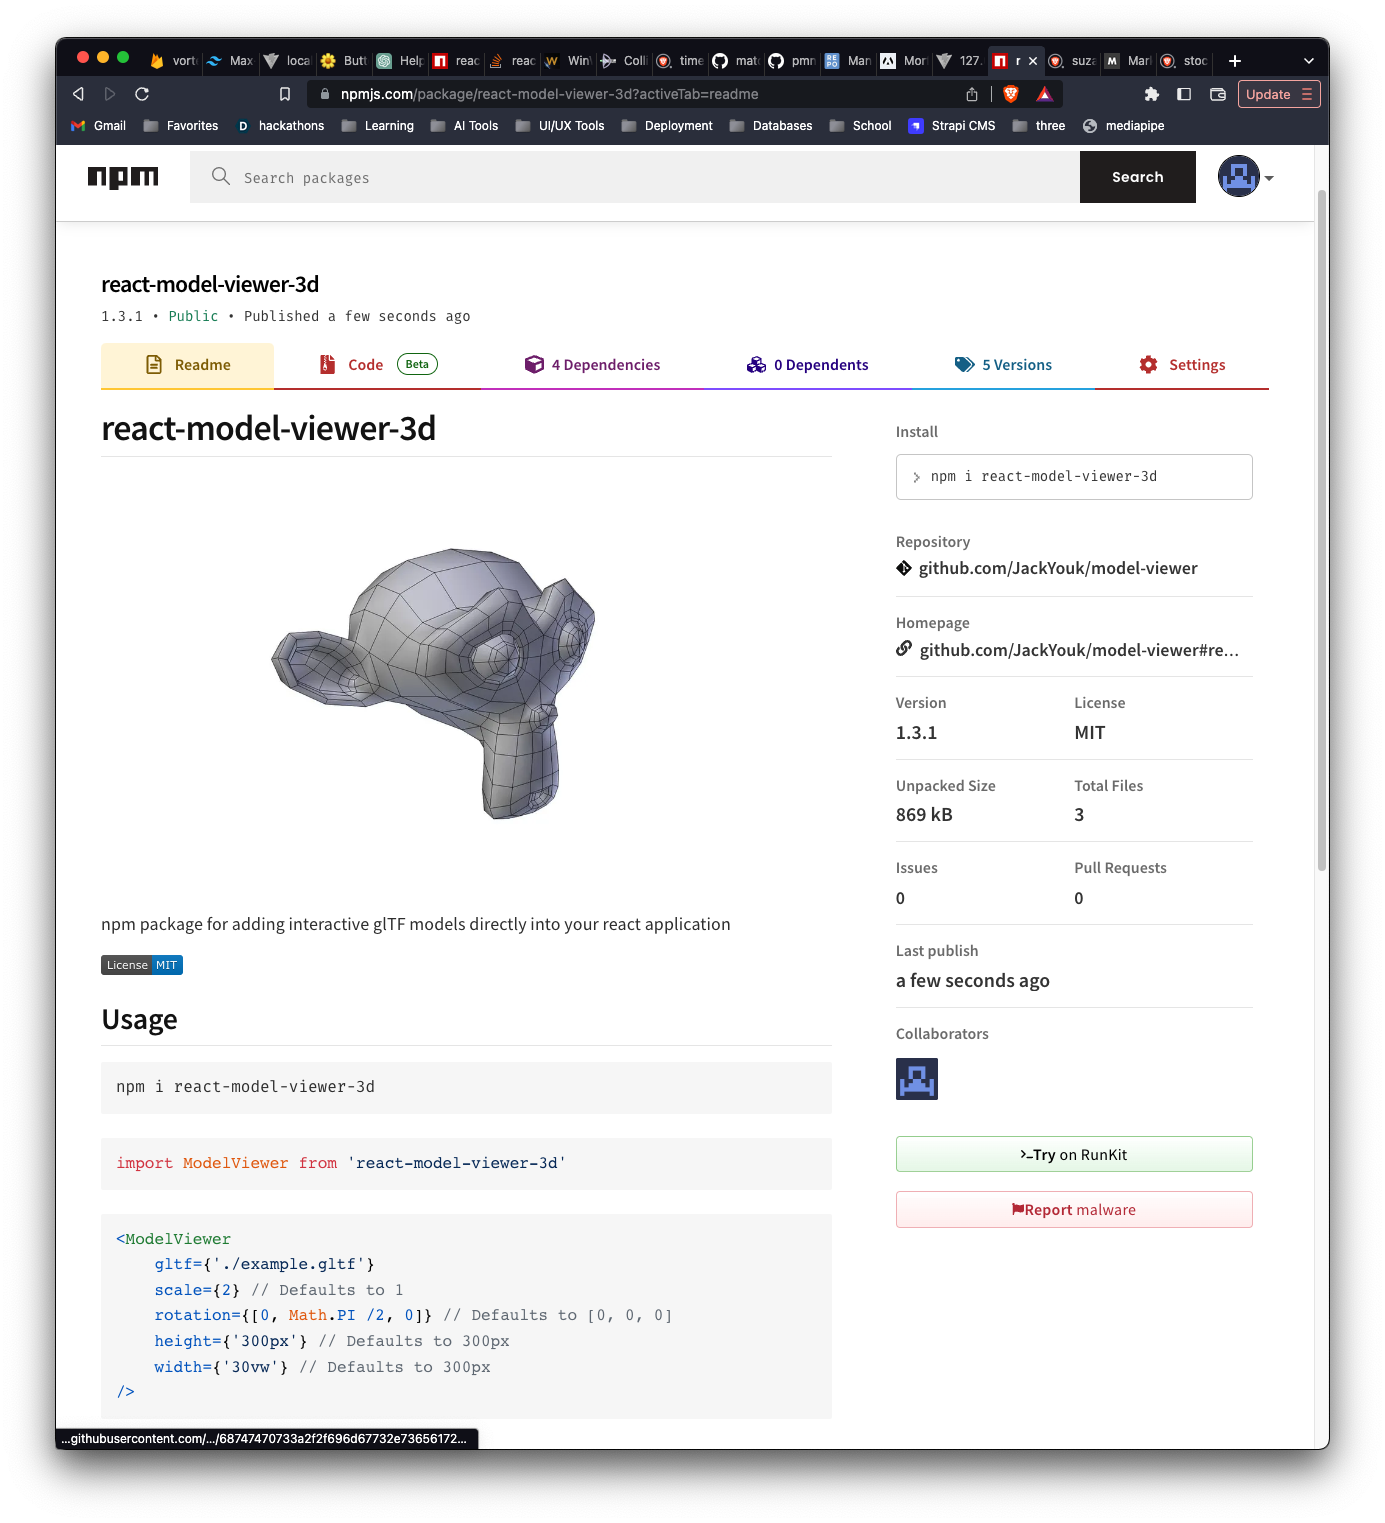 vort
Max
loca
Butt
Help
reac
reac
Win
Colli
time
mat
pmn
REPO
Man
Mor
127.
r
suza
Mar
stoc
npmjs.com/package/react-model-viewer-3d?activeTab=readme
Update
Gmail
Favorites
D
hackathons
Learning
AI Tools
UI/UX Tools
Deployment
Databases
School
Strapi CMS
three
mediapipe
npm
Search packages
Search
react-model-viewer-3d
1.3.1 • Public • Published a few seconds ago
Readme
Code
Beta
4 Dependencies
0 Dependents
5 Versions
Settings
react-model-viewer-3d
npm package for adding interactive glTF models directly into your react application
License MIT
Usage
npm i react-model-viewer-3d
import ModelViewer from 'react-model-viewer-3d'
<ModelViewer
gltf={'./example.gltf'}
scale={2} // Defaults to 1
rotation={[0, Math.PI /2, 0]} // Defaults to [0, 0, 0]
height={'300px'} // Defaults to 300px
width={'30vw'} // Defaults to 300px
/>
Install
npm i react-model-viewer-3d
Repository
github.com/JackYouk/model-viewer
Homepage
github.com/JackYouk/model-viewer#re...
Version
License
1.3.1
MIT
Unpacked Size
Total Files
869 kB
3
Issues
Pull Requests
0
0
Last publish
a few seconds ago
Collaborators
Try on RunKit
Report malware
...githubusercontent.com/.../68747470733a2f2f696d67732e73656172...